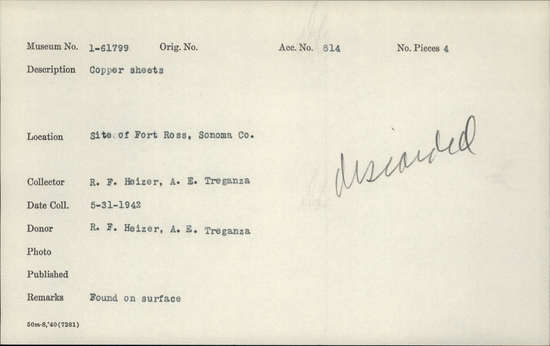 Museum No. 1-61799 Orig. No. Acc. No. 814 No. Pieces 4
Description Copper sheets
Location Site of Fort Ross, Sonoma Co.
discarded
Collector R. F. Heizer, A. E. Treganza
Date Coll. 5-31-1942
Donor R. F. Heizer, A. E. Treganza
Photo
Published
Remarks Found on surface
50m-8,'40(7281)